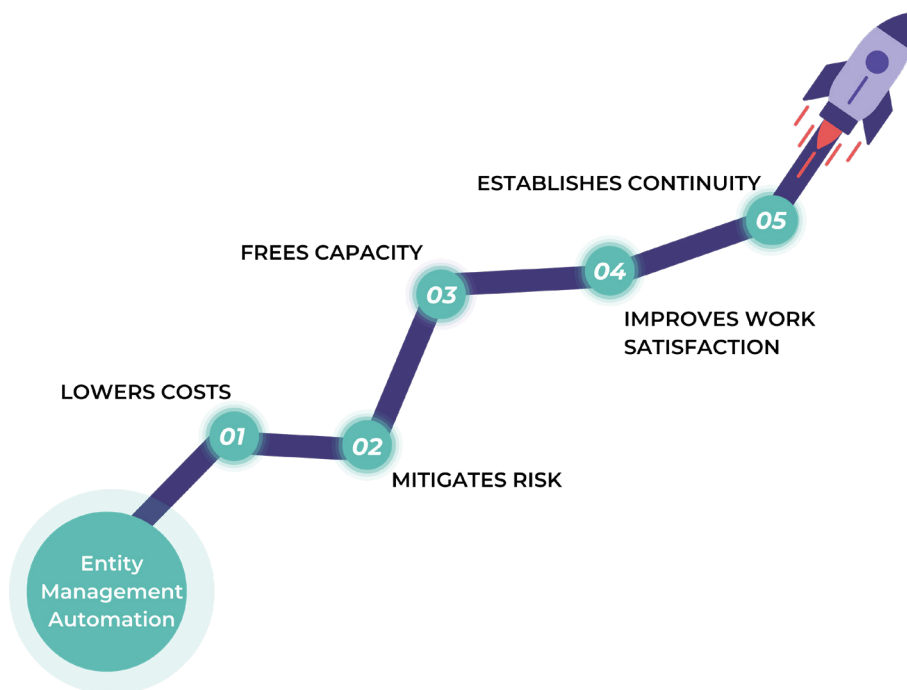 Entity
Management
Automation
01
LOWERS COSTS
02
MITIGATES RISK
03
FREES CAPACITY
04
IMPROVES WORK
SATISFACTION
05
ESTABLISHES CONTINUITY